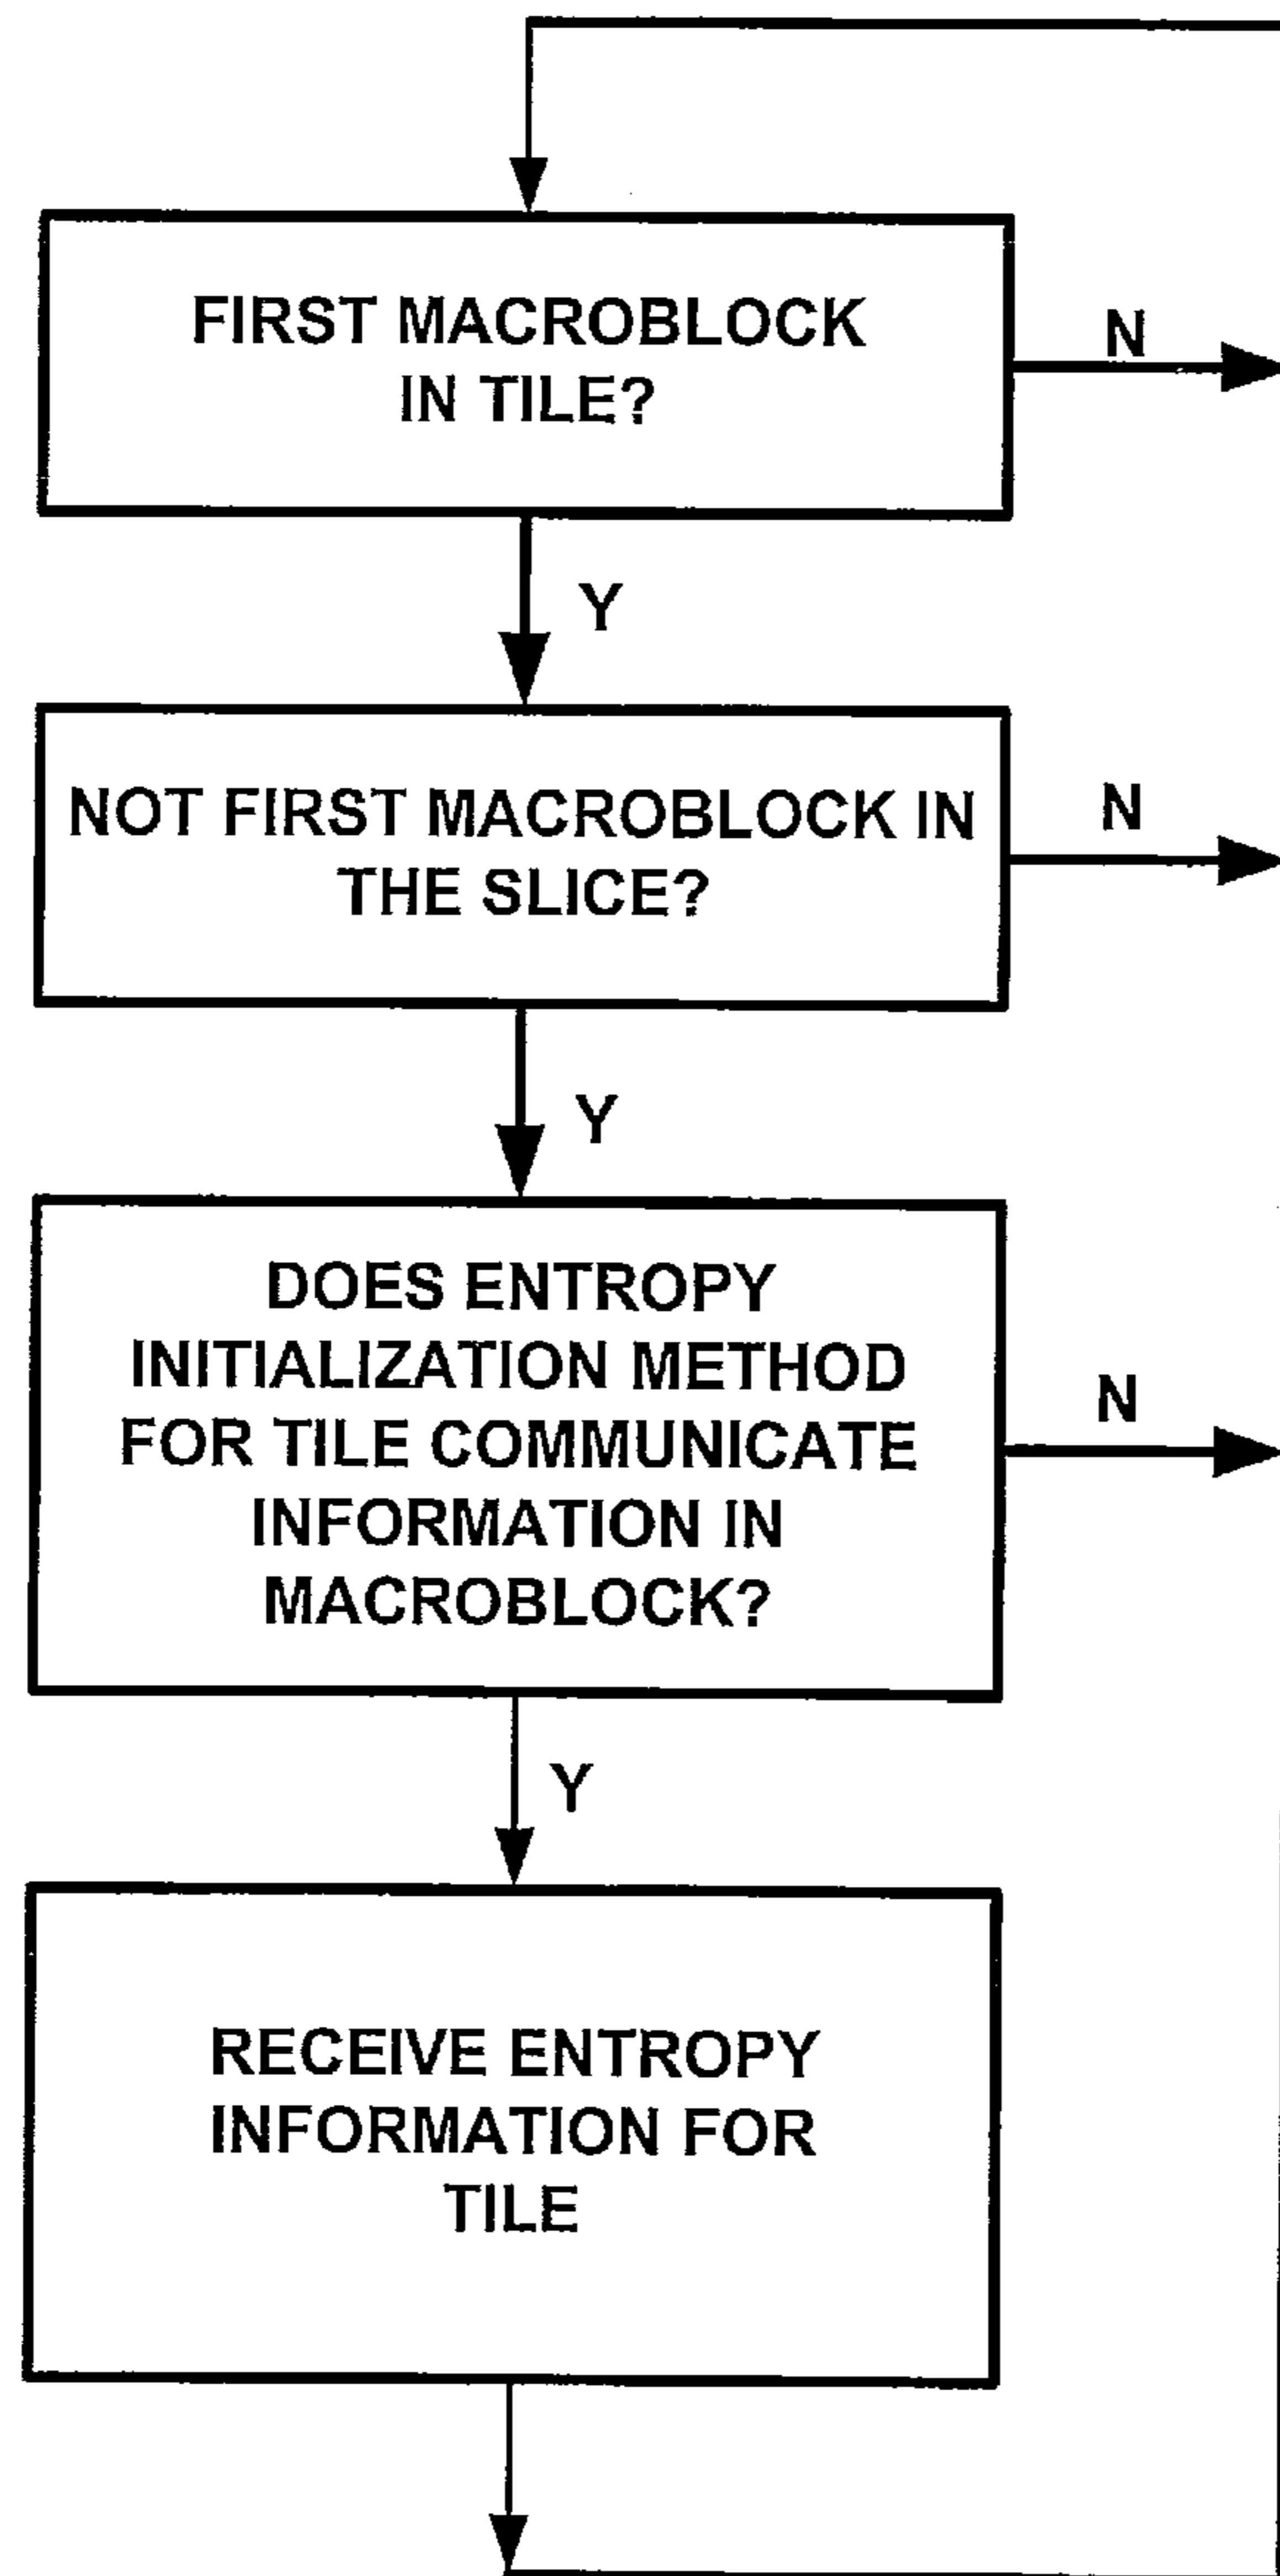 FIRST MACROBLOCK
IN TILE?
N
Y
NOT FIRST MACROBLOCK IN
THE SLICE?
N
Y
DOES ENTROPY
INITIALIZATION METHOD
FOR TILE COMMUNICATE
INFORMATION IN
MACROBLOCK?
N
Y
RECEIVE ENTROPY
INFORMATION FOR
TILE